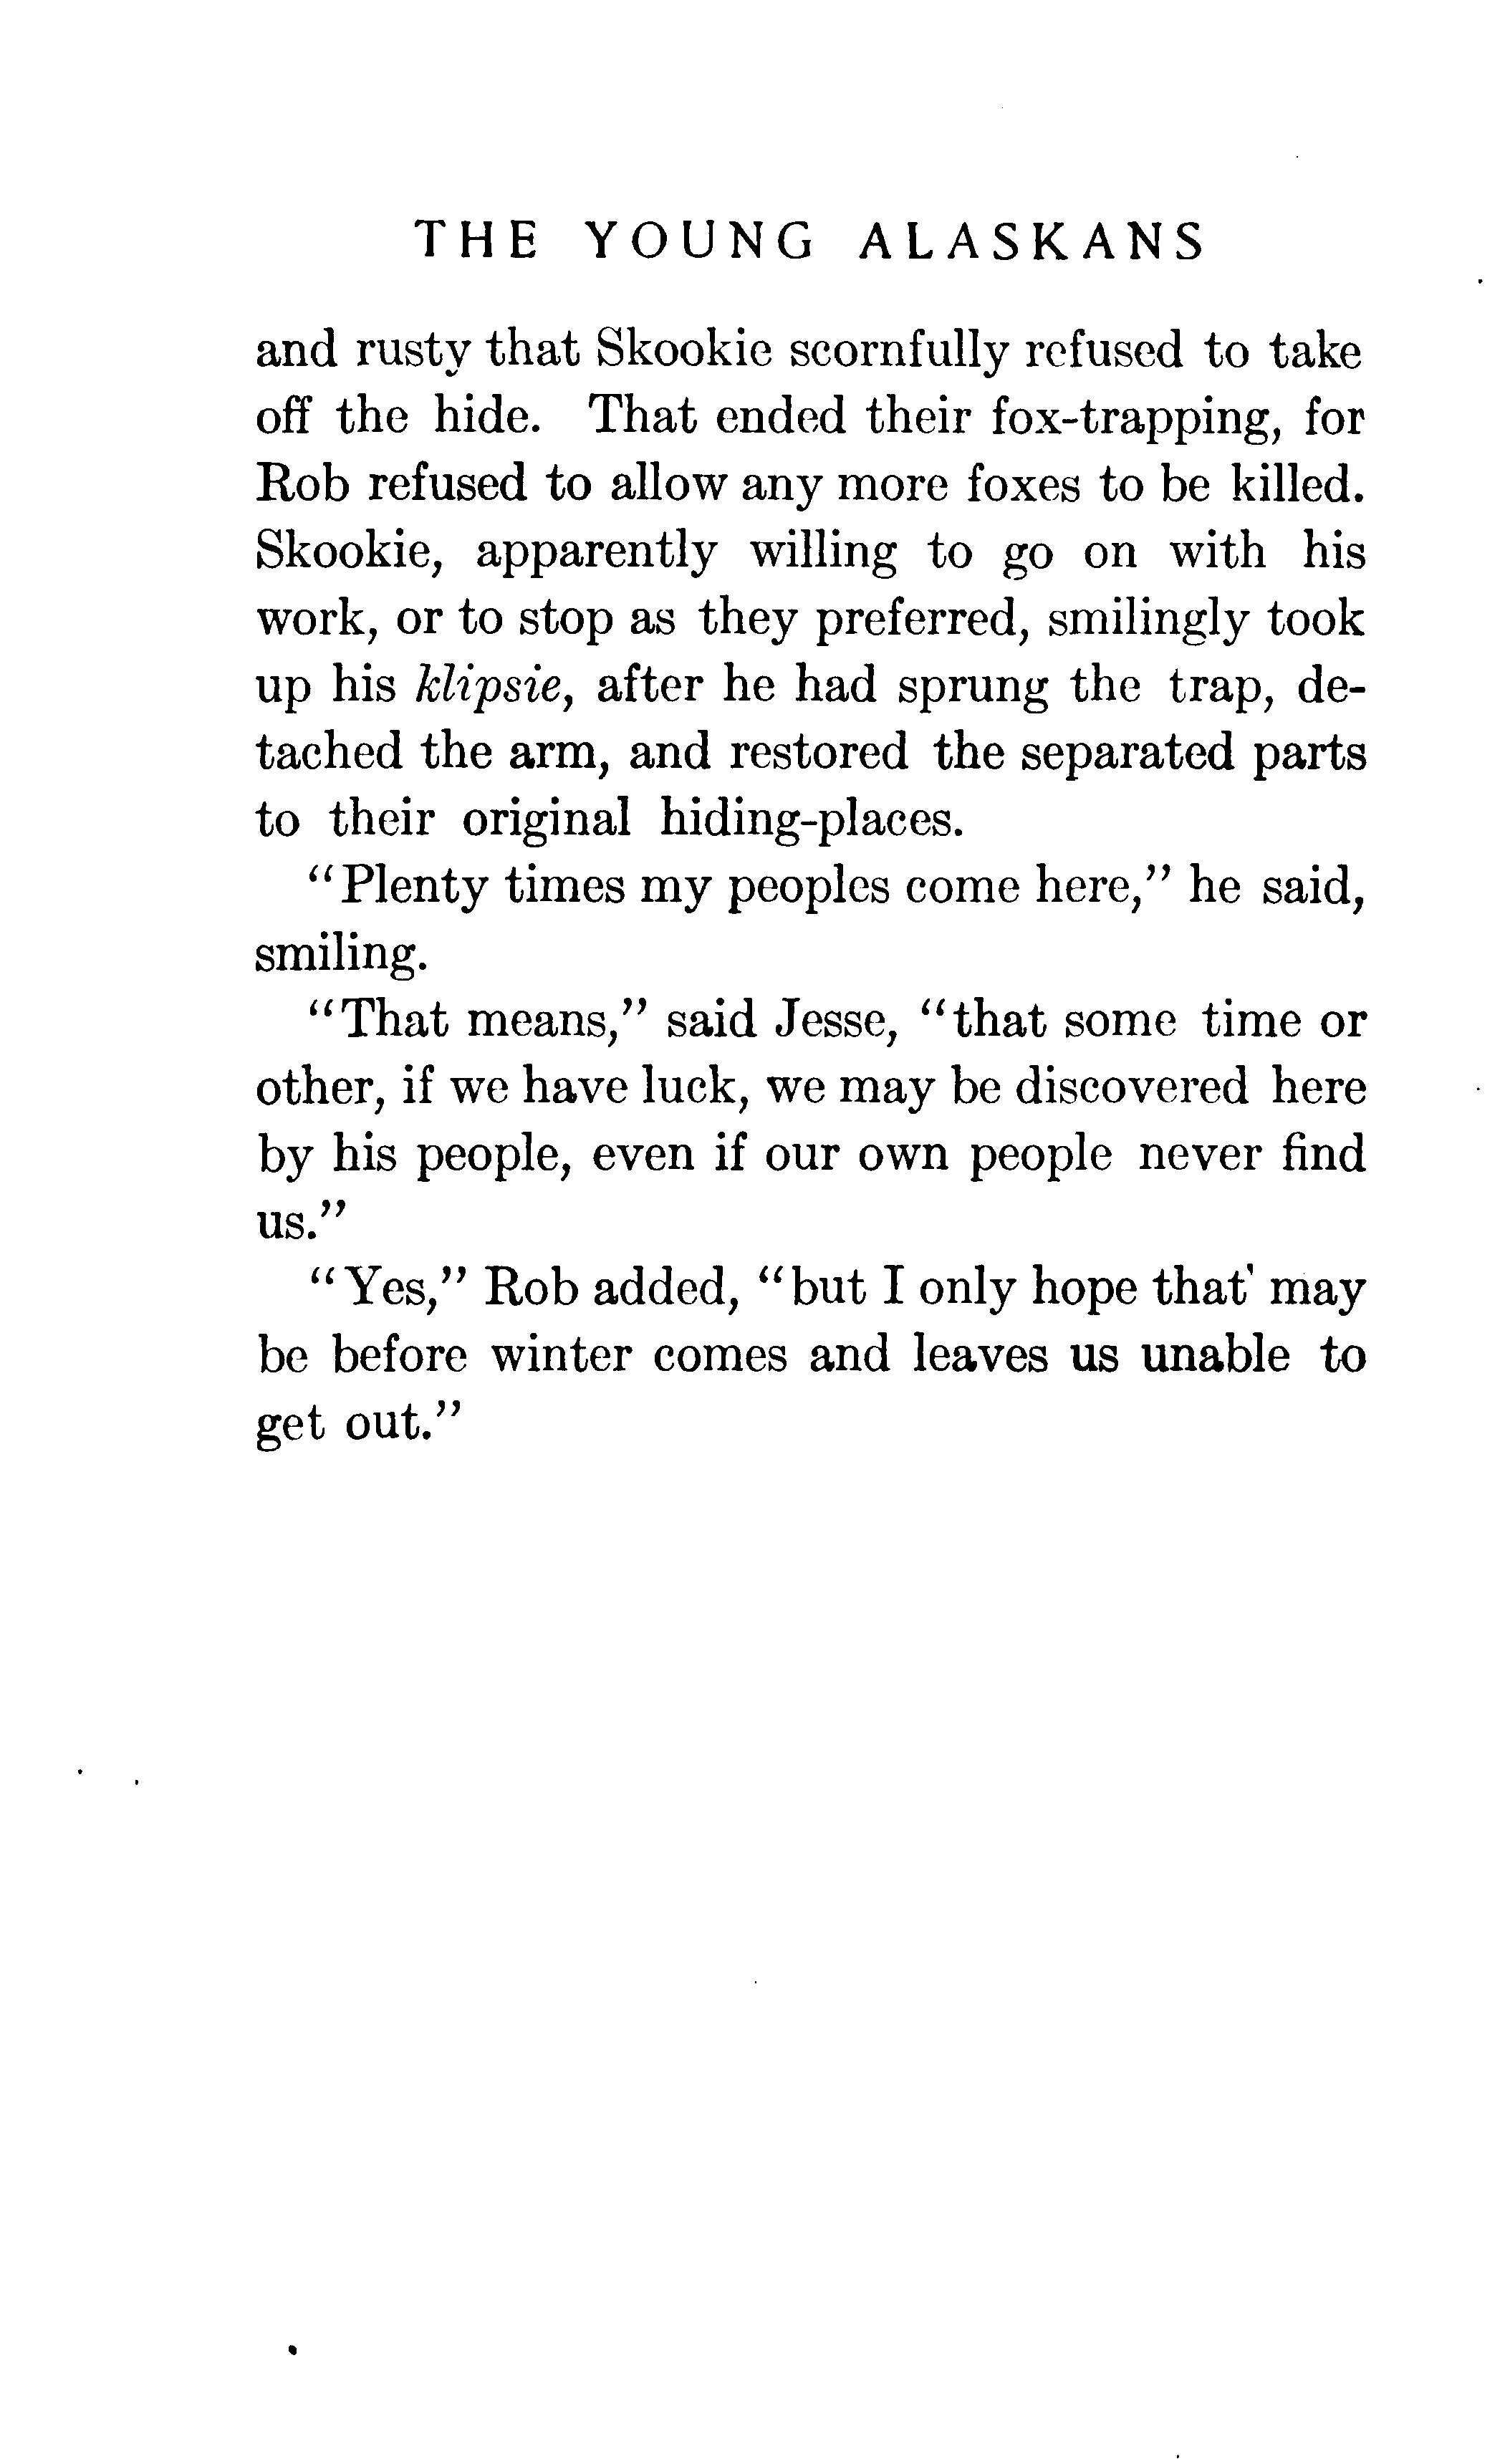 THE YOUNG ALASKANS
and rusty that Skookie scornfully refused to take
off the hide. That ended their fox-trapping, for
Rob refused to allow any more foxes to be killed.
Skookie, apparently willing to go on with his
work, or to stop as they preferred, smilingly took
up his klipsie, after he had sprung the trap, de-
tached the arm, and restored the separated parts
to their original hiding-places.
"Plenty times my peoples come here," he said,
smiling.
"That means," said Jesse, "that some time or
other, if we have luck, we may be discovered here
by his people, even if our own people never find
us."
"Yes," Rob added, "but I only hope that may
be before winter comes and leaves us unable to
get out."